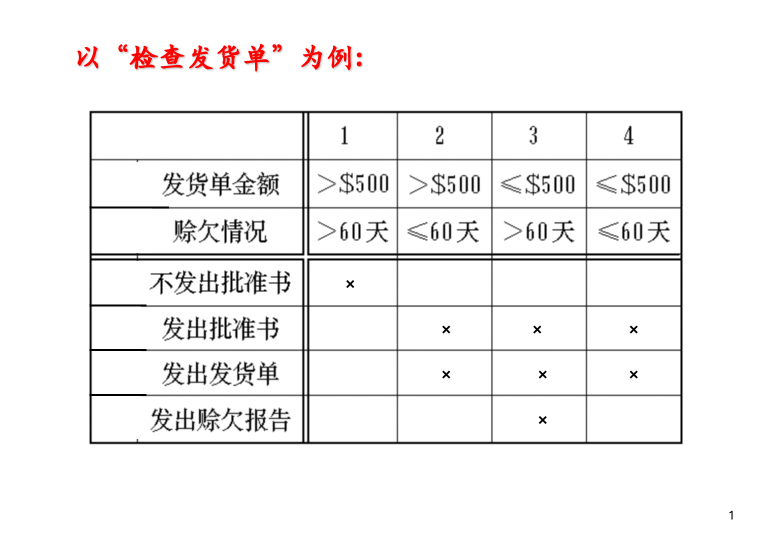 以“检查发货单”为例：
1 2 3 4
发货单金额 >$500 >$500 ≤$500 ≤$500
赊欠情况 >60天 ≤60天 >60天 ≤60天
不发出批准书 ×
发出批准书 × × ×
发出发货单 × × ×
发出赊欠报告 ×
1